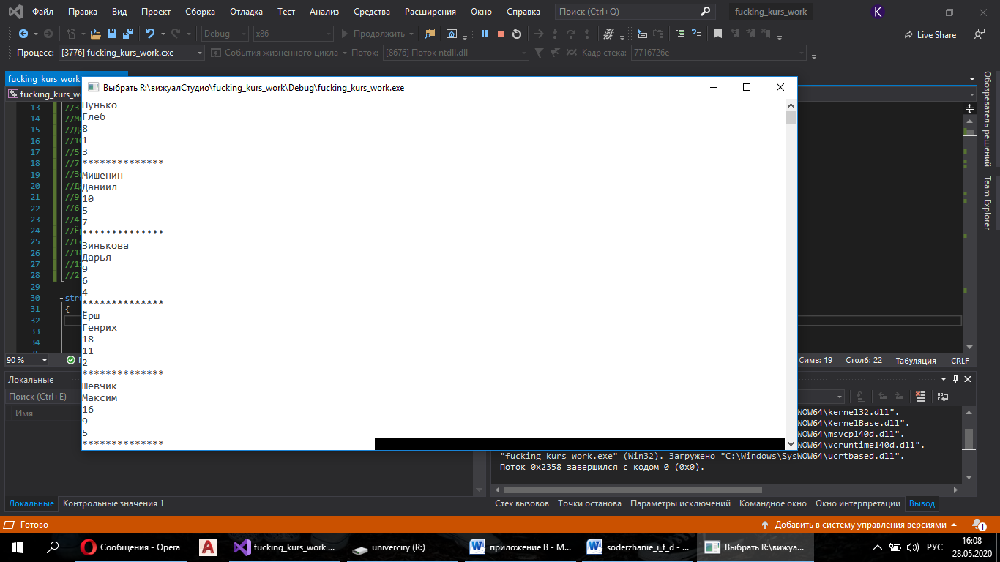 Файл Правка Вид Проект Сборка Отладка Тест Анализ Средства Расширения Окно Справка Поиск (Ctrl+Q) fucking_kurs_work K
Debug x86 Продолжить Live Share
Процесс: [3776] fucking_kurs_work.exe События жизненного цикла Поток: [8676] Поток ntdll.dll Кадр стека: 7716726e
fucking_kurs_work.
Выбрать R:\вижуалСтудио\fucking_kurs_work\Debug\fucking_kurs_work.exe
Пунько
Глеб
8
1
3
**************
Мишенин
Даниил
10
5
7
**************
Зинькова
Дарья
9
6
4
**************
Ёрш
Генрих
18
11
2
**************
Шевчик
Максим
16
9
5
**************
13 //3
14
15
16 //10
17 //5
18 //7
19
20
21 //9
22 //6
23 //4
24
25
26 //18
27 //11
28 //2
29
30
31 {
32
33
34
35
90 %
Симв: 19 Столб: 22 Табуляция CRLF
Обозреватель решений
Team Explorer
Локальные
Поиск (Ctrl+E)
Имя
WOW64\kernel32.dll".
WOW64\KernelBase.dll".
WOW64\msvcp140d.dll".
WOW64\vcruntime140d.dll".
"fucking_kurs_work.exe" (Win32). Загружено "C:\Windows\SysWOW64\ucrtbased.dll".
Поток 0x2358 завершился с кодом 0 (0x0).
Локальные Контрольные значения 1
Стек вызовов Точки останова Параметры исключений Командное окно Окно интерпретации Вывод
Готово
Добавить в систему управления версиями 1
Сообщения - Opera
A
fucking_kurs_work ...
univerciry (R:)
приложение В - M...
soderzhanie_i_t_d - ...
Выбрать R:\вижуа...
РУС
16:08
28.05.2020